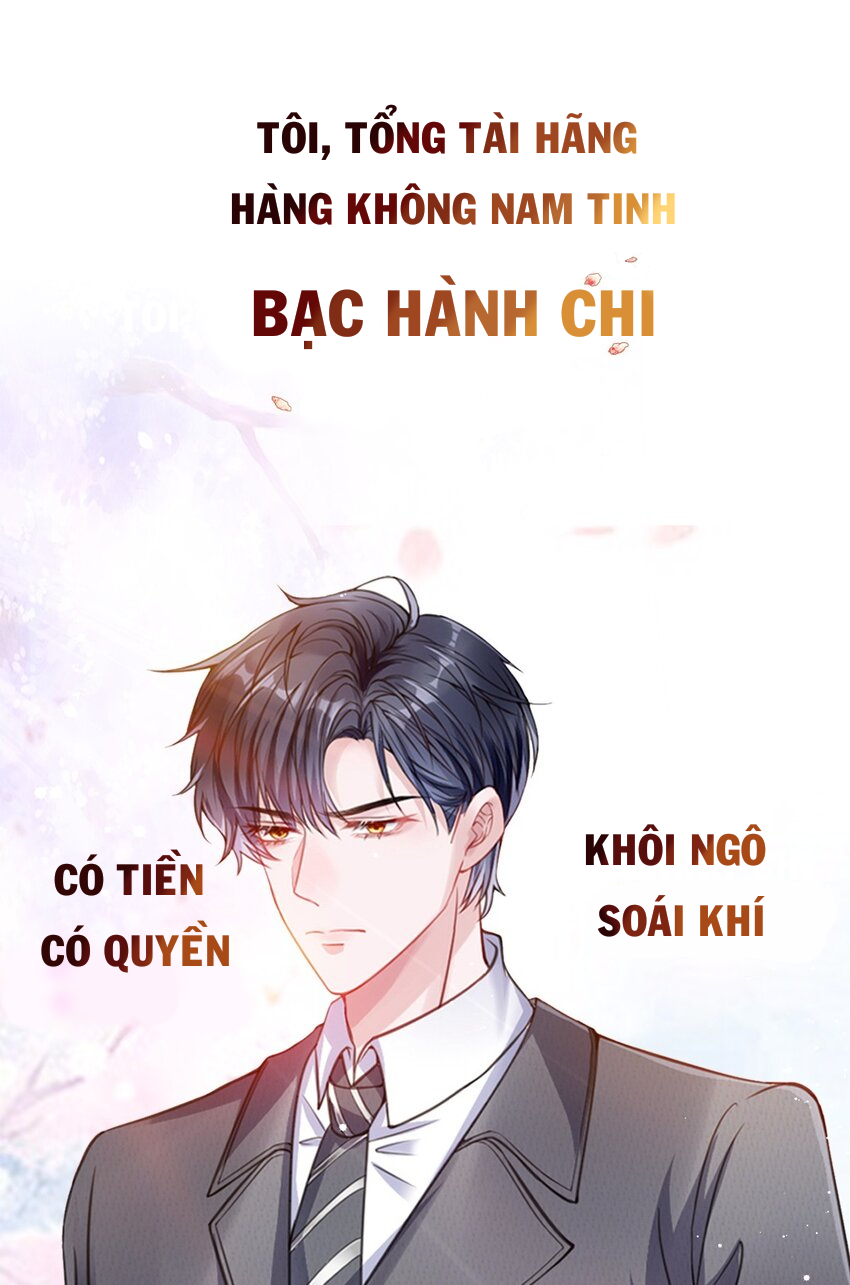 TÔI, TỔNG TÀI HÃNG
HÀNG KHÔNG NAM TINH
BẠC HÀNH CHI
CÓ TIỀN
CÓ QUYỀN
KHÔI NGÔ
SOÁI KHÍ